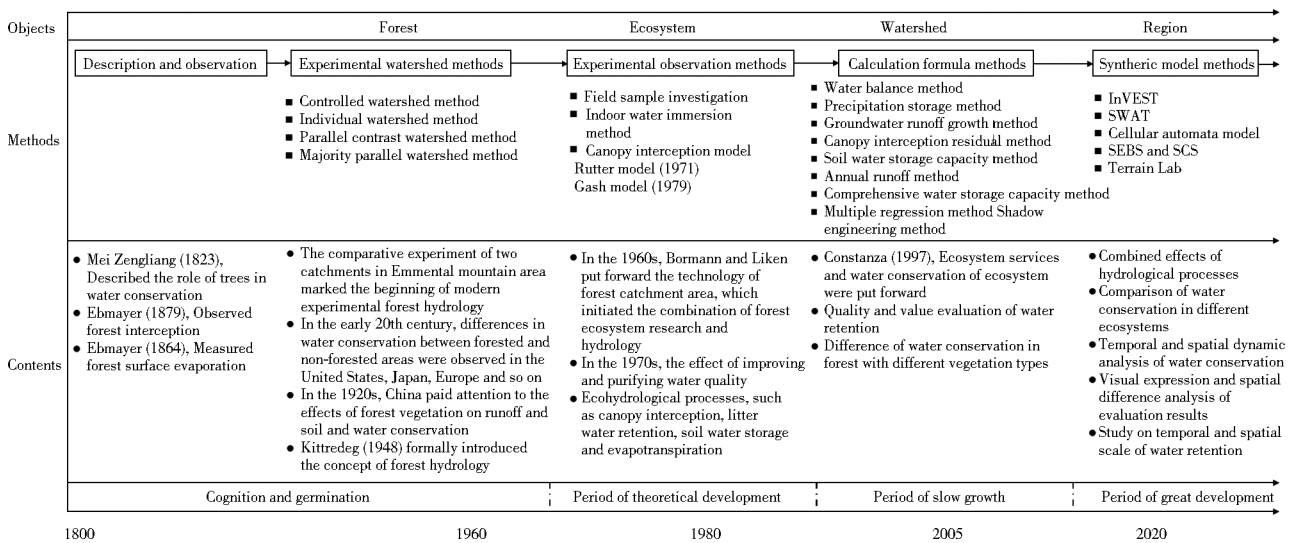 Objects
Forest
Ecosystem
Watershed
Region
Methods
Description and observation
Experimental watershed methods
■ Controlled watershed method
■ Individual watershed method
■ Parallel contrast watershed method
■ Majority parallel watershed method
Experimental observation methods
■ Field sample investigation
■ Indoor water immersion
method
■ Canopy interception model
Rutter model (1971)
Gash model (1979)
Calculation formula methods
■ Water balance method
■ Precipitation storage method
■ Groundwater runoff growth method
■ Canopy interception residual method
■ Soil water storage capacity method
■ Annual runoff method
■ Comprehensive water storage capacity method
■ Multiple regression method Shadow
engineering method
Syntheric model methods
■ InVEST
■ SWAT
■ Cellular automata model
■ SEBS and SCS
■ Terrain Lab
Contents
● Mei Zengliang (1823),
Described the role of trees in
water conservation
● Ebmayer (1879), Observed
forest interception
● Ebmayer (1864), Measured
forest surface evaporation
● The comparative experiment of two
catchments in Emmental mountain area
marked the beginning of modern
experimental forest hydrology
● In the early 20th century, differences in
water conservation between forested and
non-forested areas were observed in the
United States, Japan, Europe and so on
● In the 1920s, China paid attention to the
effects of forest vegetation on runoff and
soil and water conservation
● Kittredeg (1948) formally introduced
the concept of forest hydrology
● In the 1960s, Bormann and Liken
put forward the technology of
forest catchment area, which
initiated the combination of forest
ecosystem research and
hydrology
● In the 1970s, the effect of improving
and purifying water quality
● Ecohydrological processes, such
as canopy interception, litter
water retention, soil water storage
and evapotranspiration
● Constanza (1997), Ecosystem services
and water conservation of ecosystem
were put forward
● Quality and value evaluation of water
retention
● Difference of water conservation in
forest with different vegetation types
● Combined effects of
hydrological processes
● Comparison of water
conservation in different
ecosystems
● Temporal and spatial dynamic
analysis of water conservation
● Visual expression and spatial
difference analysis of
evaluation results
● Study on temporal and spatial
scale of water retention
Cognition and germination
Period of theoretical development
Period of slow growth
Period of great development
1800
1960
1980
2005
2020